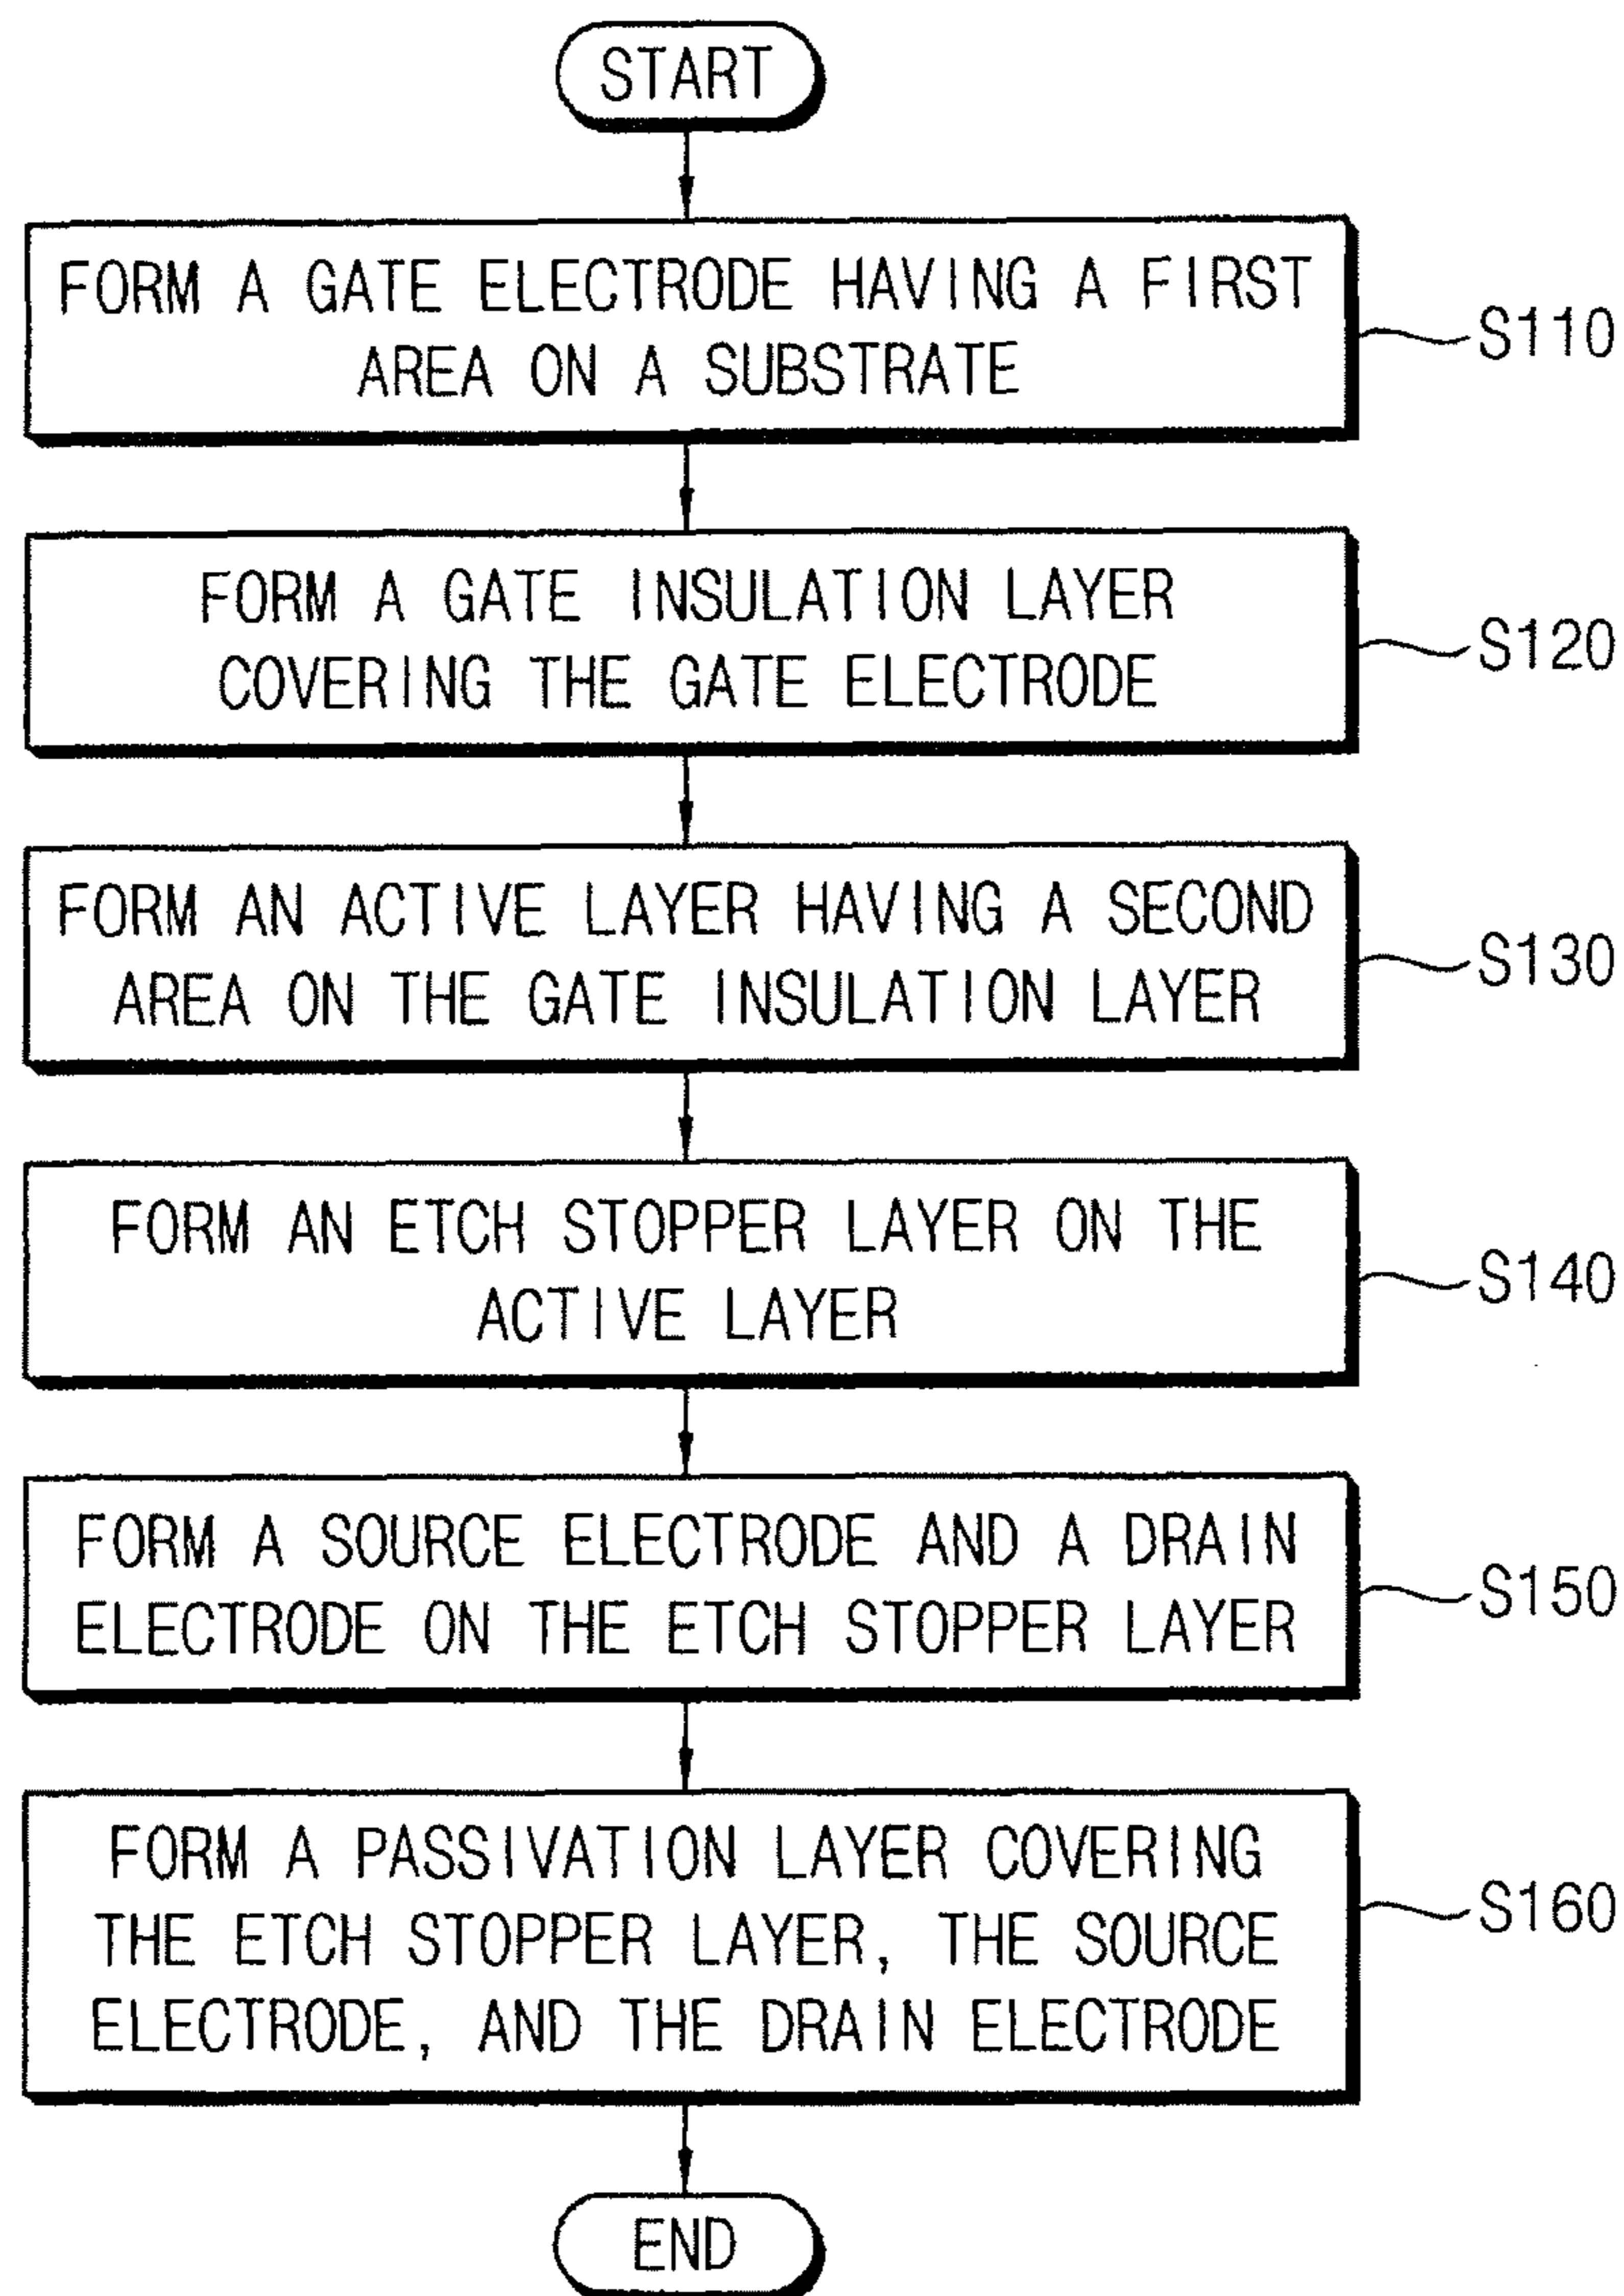 START
FORM A GATE ELECTRODE HAVING A FIRST
AREA ON A SUBSTRATE
S110
FORM A GATE INSULATION LAYER
COVERING THE GATE ELECTRODE
S120
FORM AN ACTIVE LAYER HAVING A SECOND
AREA ON THE GATE INSULATION LAYER
S130
FORM AN ETCH STOPPER LAYER ON THE
ACTIVE LAYER
S140
FORM A SOURCE ELECTRODE AND A DRAIN
ELECTRODE ON THE ETCH STOPPER LAYER
S150
FORM A PASSIVATION LAYER COVERING
THE ETCH STOPPER LAYER, THE SOURCE
ELECTRODE, AND THE DRAIN ELECTRODE
S160
END